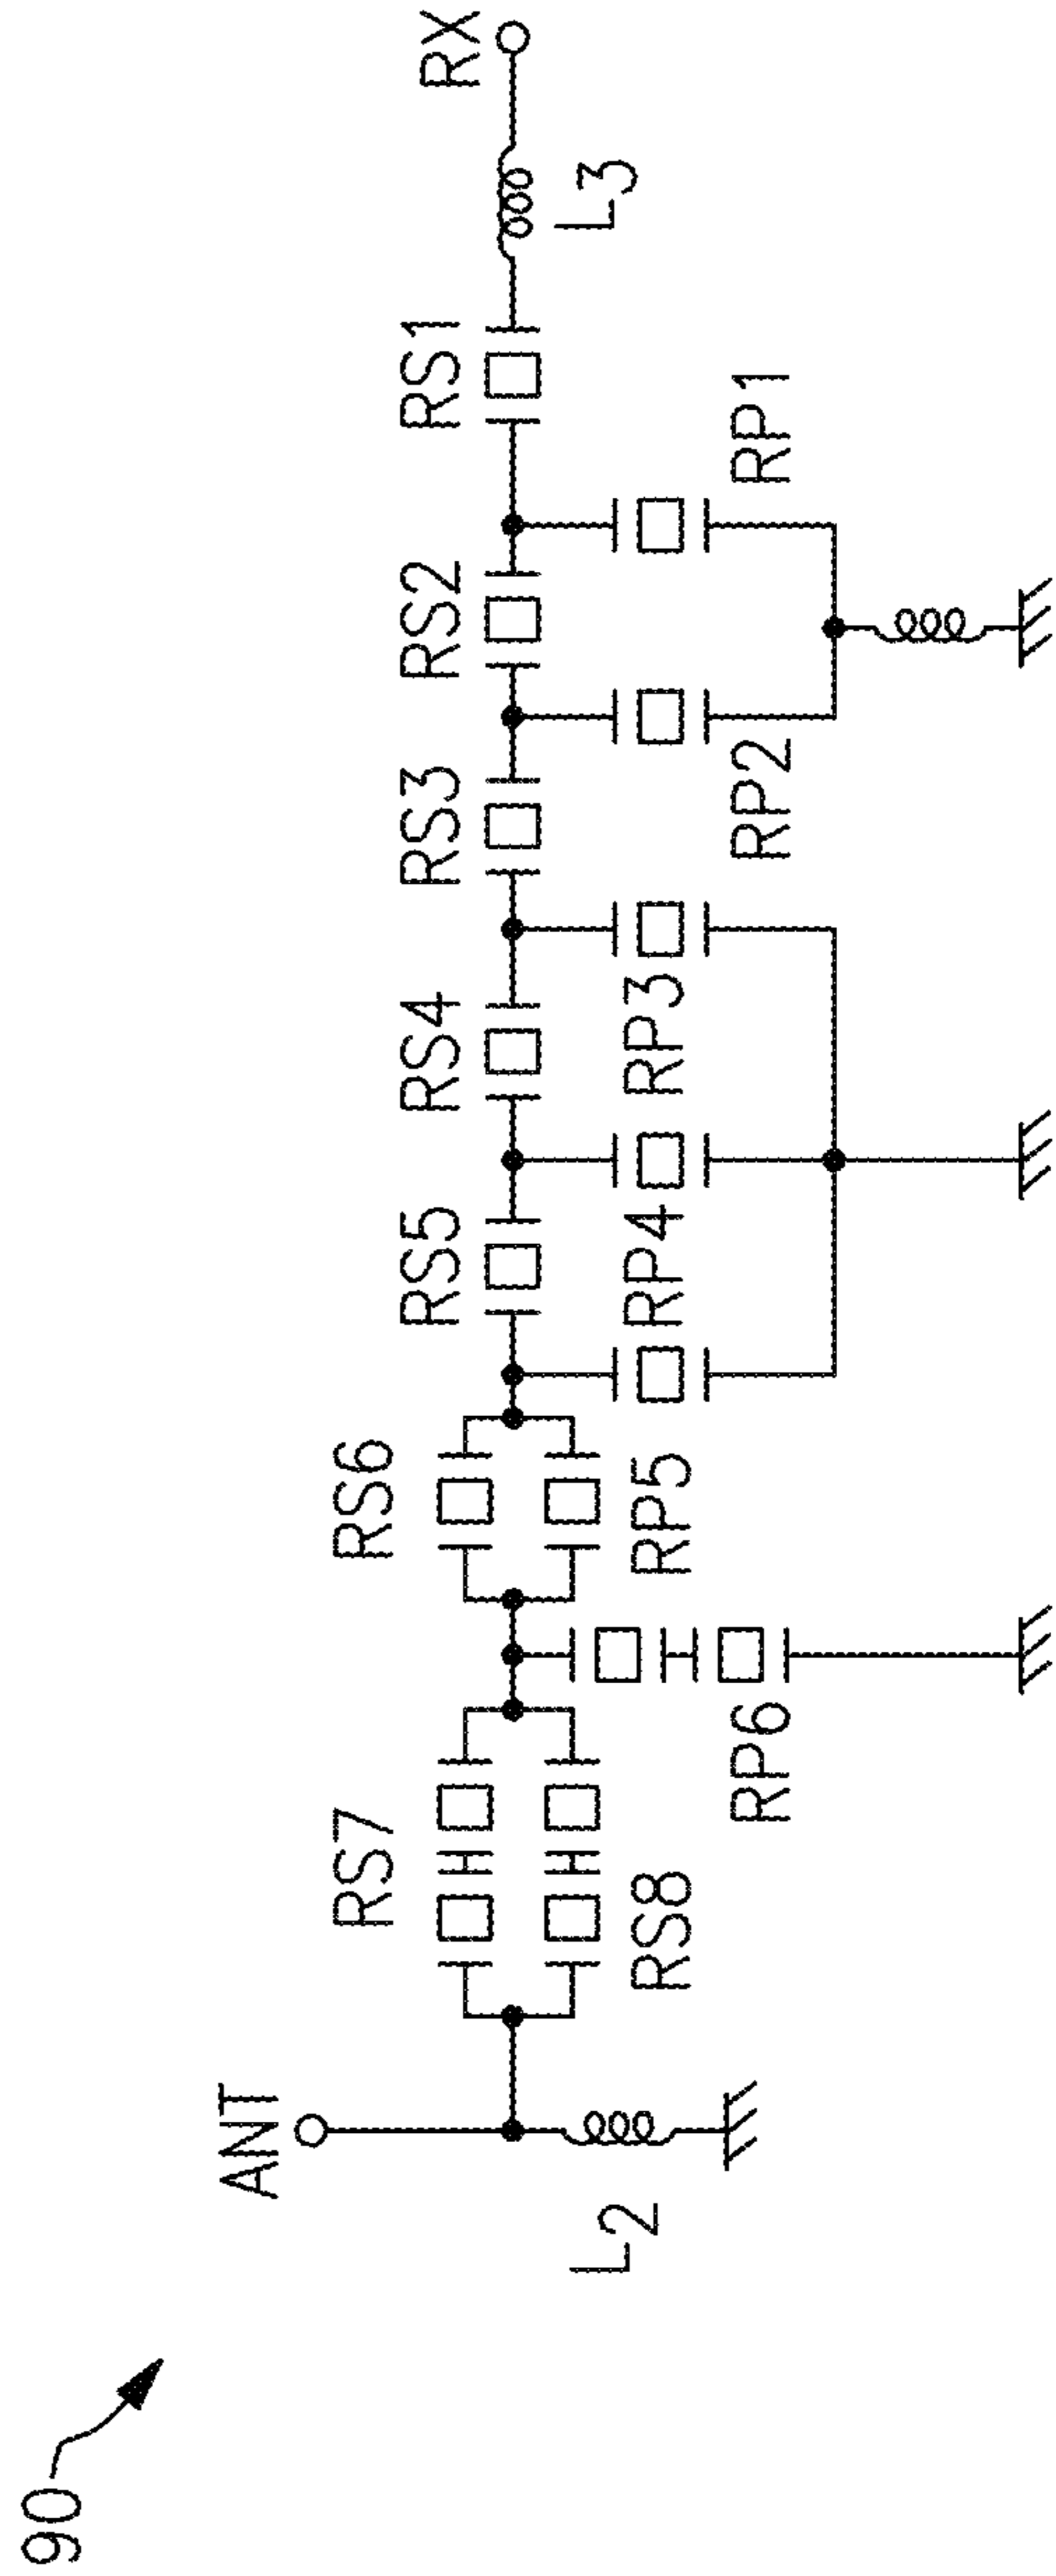 90
ANT
L2
RS7
RS8
RP6
RS6
RP5
RS5
RP4
RS4
RP3
RS3
RP2
RS2
RP1
RS1
L3
RX